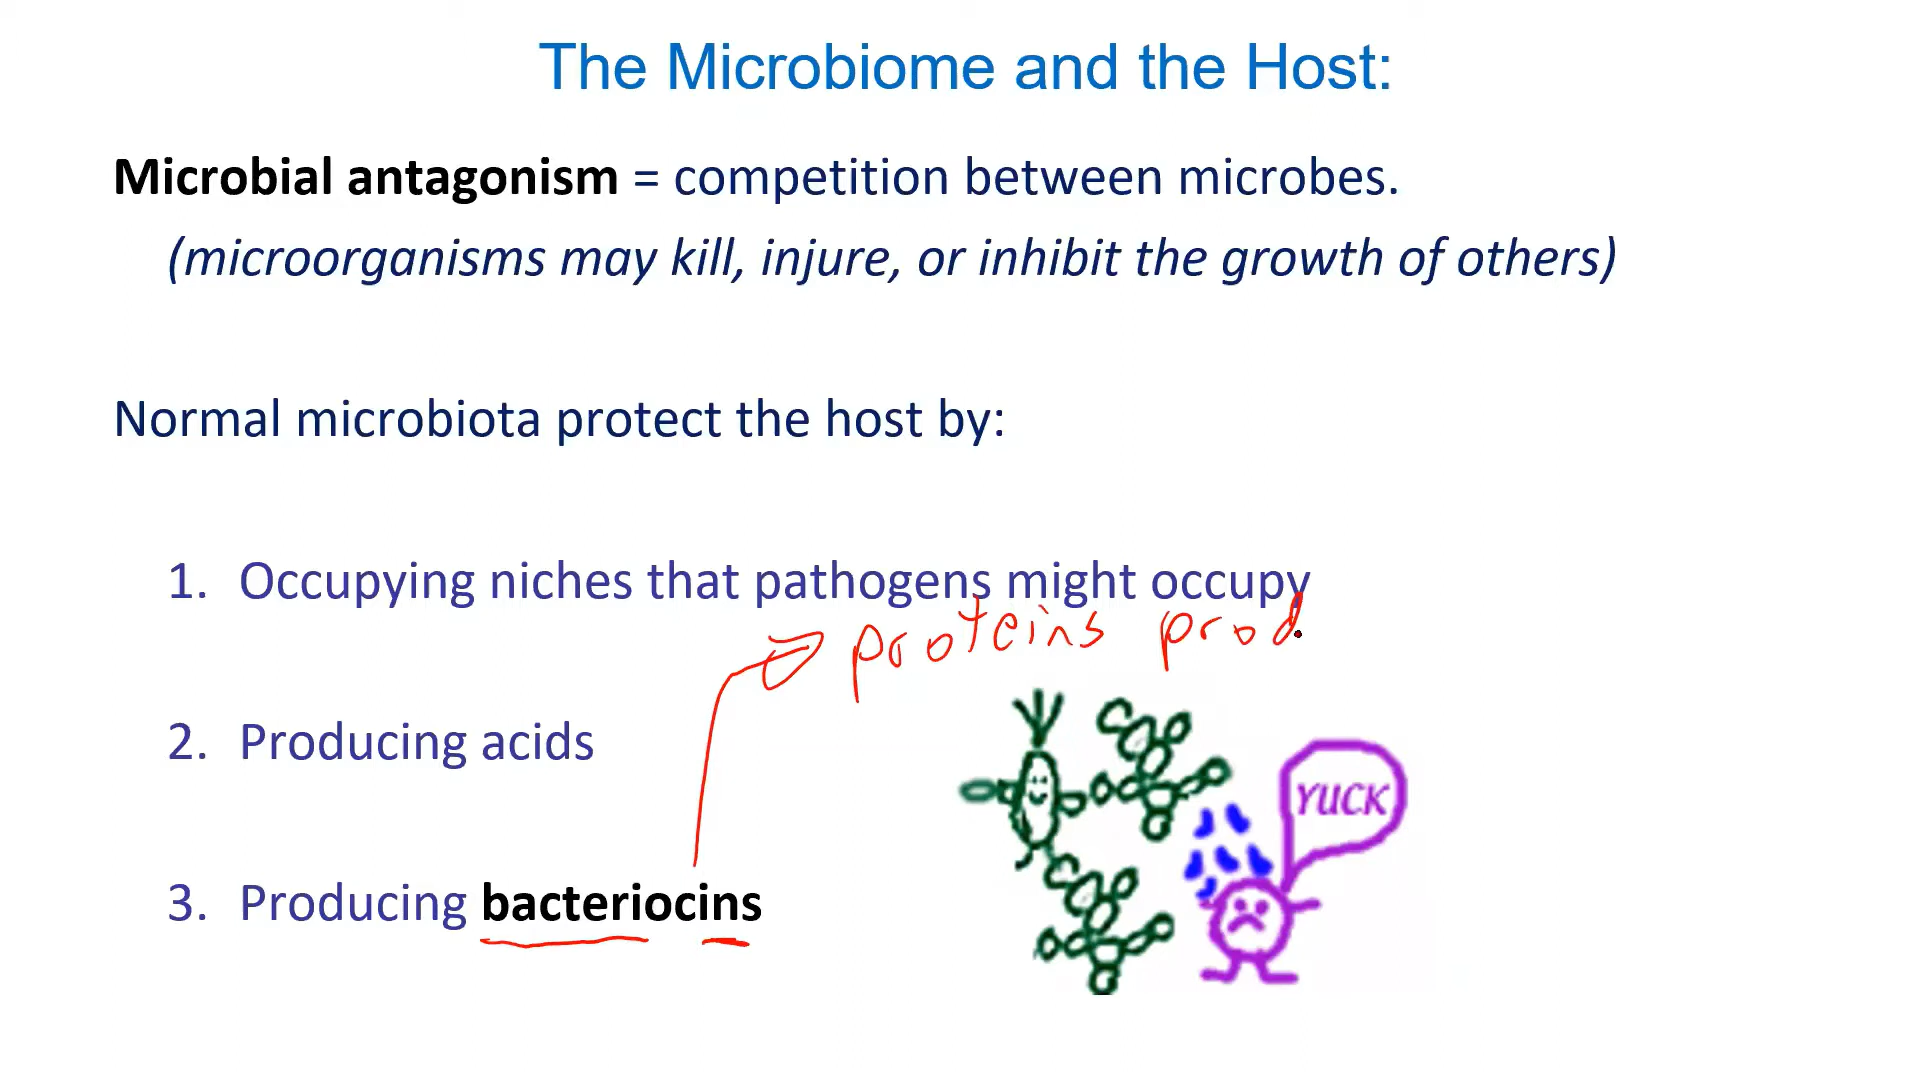 The Microbiome and the Host:
Microbial antagonism = competition between microbes.
(microorganisms may kill, injure, or inhibit the growth of others)
Normal microbiota protect the host by:
1. Occupying niches that pathogens might occupy
proteins prod
2. Producing acids
YUCK
3. Producing bacteriocins